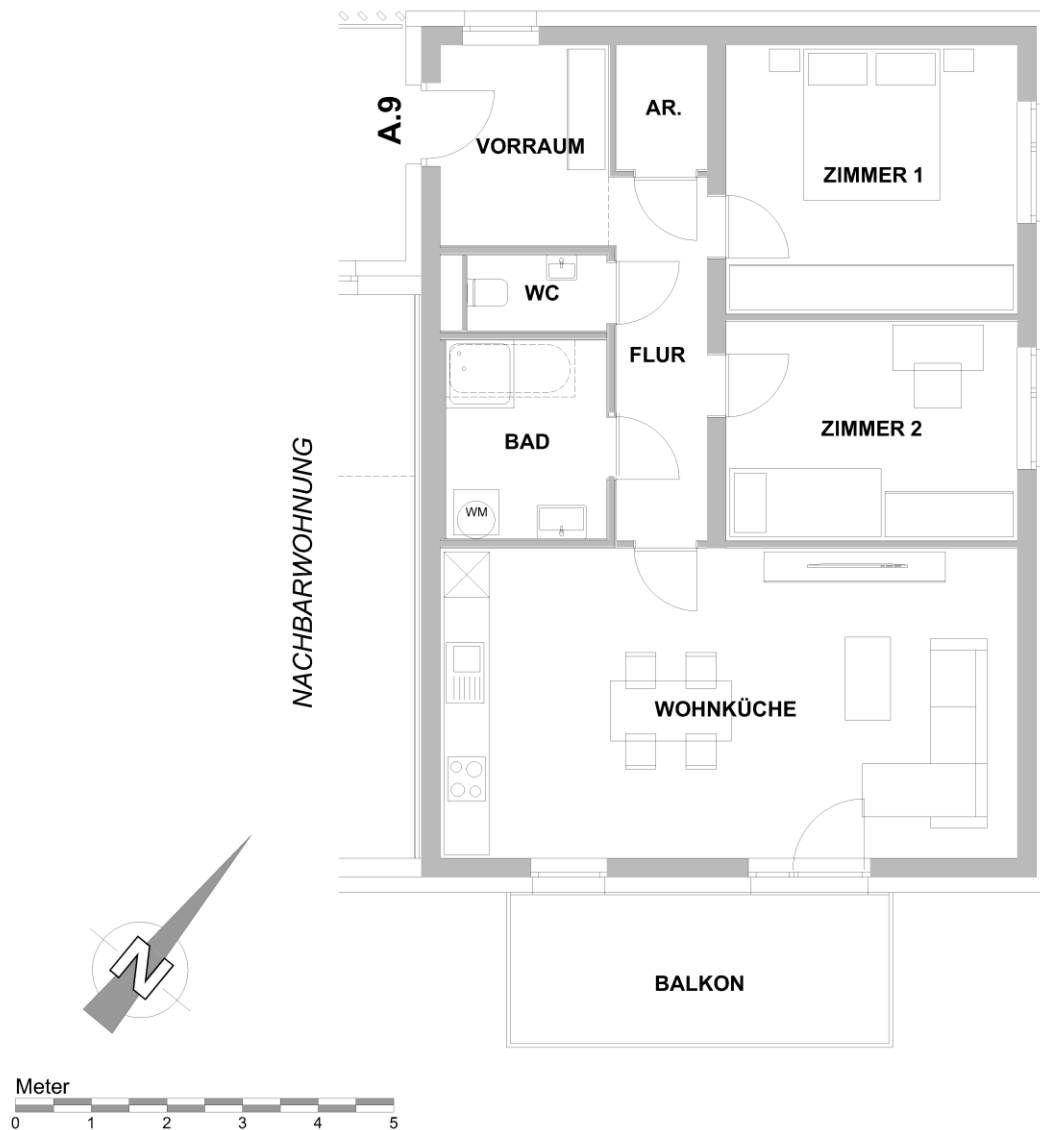 A.9
VORRAUM
AR.
ZIMMER 1
WC
FLUR
BAD
ZIMMER 2
WM
NACHBARWOHNUNG
WOHNKÜCHE
BALKON
N
Meter
0 1 2 3 4 5